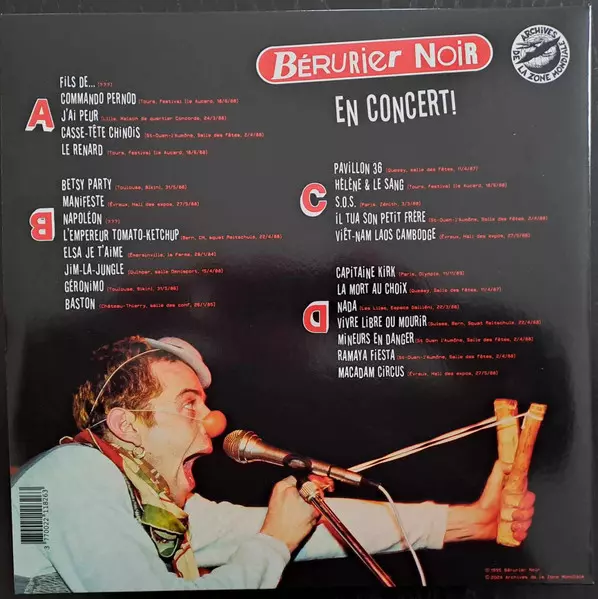 BÉRURIER NOIR
EN CONCERT!
ARCHIVES
DE LA ZONE MONDIALE
A
FILS DE... (???)
COMMANDO PERNOD (Tours, Festival Ile Aucard, 18/6/88)
J'AI PEUR (Lille, Maison de quartier Concorde, 24/3/88)
CASSE-TÊTE CHINOIS (St-Ouen-l'Aumône, Salle des Fêtes, 2/4/88)
LE RENARD (Tours, Festival Ile Aucard, 18/6/88)
B
BETSY PARTY (Toulouse, Bikini, 31/5/88)
MANIFESTE (Évreux, Hall des expos, 27/5/88)
NAPOLÉON (???)
L'EMPEREUR TOMATO-KETCHUP (Bern, CH, squat Reitschule, 22/4/88)
ELSA JE T'AIME (Émerainville, la Ferme, 28/1/84)
JIM-LA-JUNGLE (Quimper, salle Danimport, 15/4/88)
GÉRONIMO (Toulouse, Bikini, 31/5/88)
BASTON (Château-Thierry, salle des conf, 26/1/85)
C
PAVILLON 36 (Guessy, salle des fêtes, 11/4/87)
HÉLÈNE & LE SANG (Tours, Festival Ile Aucard, 18/6/88)
S.O.S. (Paris, Zénith, 3/3/88)
IL TUA SON PETIT FRÈRE (St-Ouen-l'Aumône, Salle des Fêtes, 2/4/88)
VIÊT-NAM LAOS CAMBODGE (Évreux, Hall des expos, 27/5/88)
D
CAPITAINE KIRK (Paris, Olympia, 11/11/89)
LA MORT AU CHOIX (Guessy, Salle des fêtes, 11/4/87)
NADA (Les Lilas, Espace Galliéni, 22/3/86)
VIVRE LIBRE OU MOURIR (Suisse, Bern, Squat Reitschule, 22/4/88)
MINEURS EN DANGER (St Ouen l'Aumône, Salle des Fêtes, 2/4/88)
RAMAYA FIESTA (St-Ouen-l'Aumône, Salle des Fêtes, 2/4/88)
MACADAM CIRCUS (Évreux, Hall des expos, 27/5/88)
3 770022 118263
© 1995 Bérurier Noir
© 2024 Archives de la Zone Mondiale